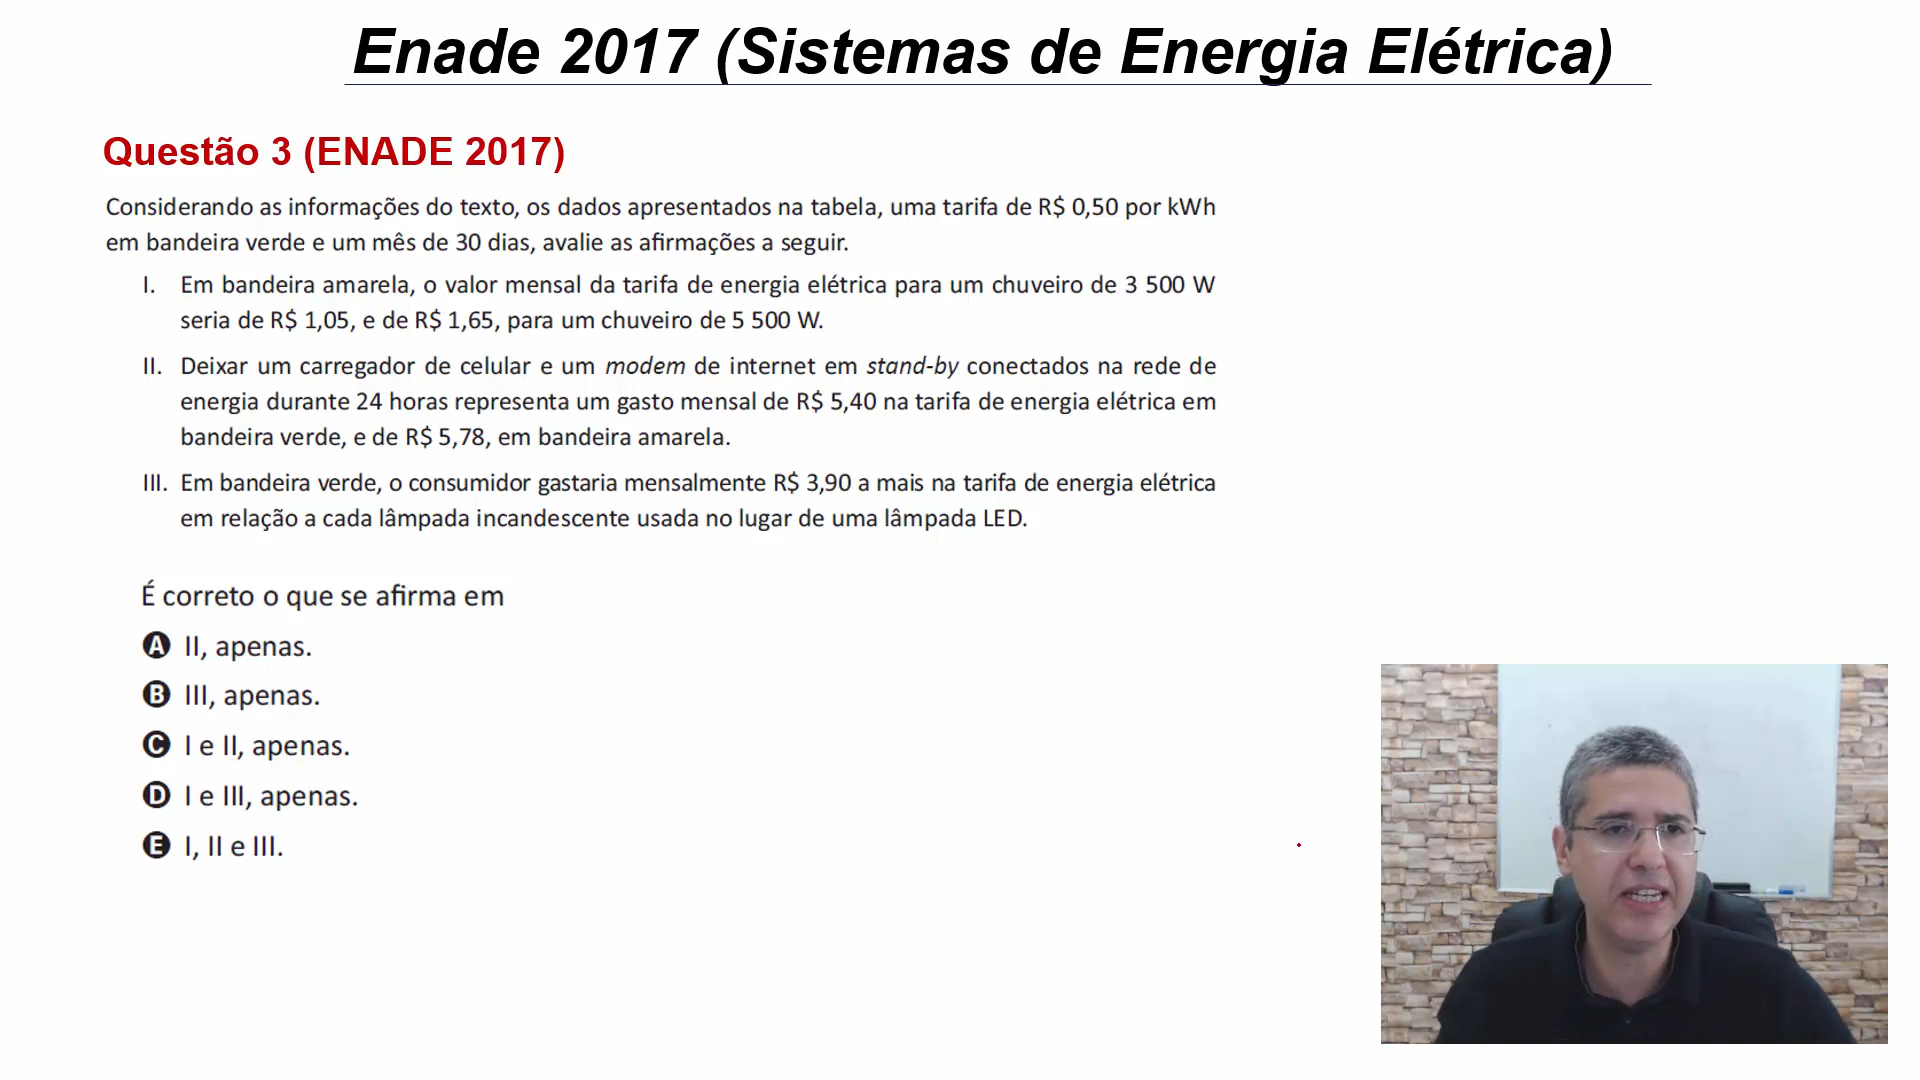 Enade 2017 (Sistemas de Energia Elétrica)
Questão 3 (ENADE 2017)
Considerando as informações do texto, os dados apresentados na tabela, uma tarifa de R$ 0,50 por kWh
em bandeira verde e um mês de 30 dias, avalie as afirmações a seguir.
I. Em bandeira amarela, o valor mensal da tarifa de energia elétrica para um chuveiro de 3 500 W
seria de R$ 1,05, e de R$ 1,65, para um chuveiro de 5 500 W.
II. Deixar um carregador de celular e um modem de internet em stand-by conectados na rede de
energia durante 24 horas representa um gasto mensal de R$ 5,40 na tarifa de energia elétrica em
bandeira verde, e de R$ 5,78, em bandeira amarela.
III. Em bandeira verde, o consumidor gastaria mensalmente R$ 3,90 a mais na tarifa de energia elétrica
em relação a cada lâmpada incandescente usada no lugar de uma lâmpada LED.
É correto o que se afirma em
A II, apenas.
B III, apenas.
C I e II, apenas.
D I e III, apenas.
E I, II e III.